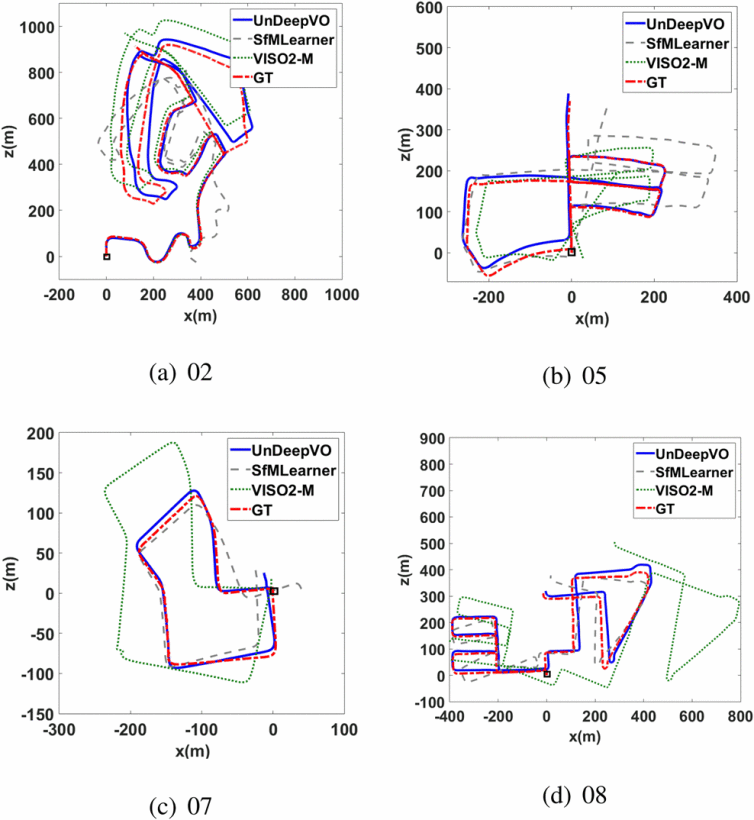 1000
800
600
400
200
0
z(m)
-200 0 200 400 600 800 1000
x(m)
UnDeepVO
SfMLearner
VISO2-M
GT
(a) 02
600
500
400
300
200
100
0
z(m)
-200 0 200 400
x(m)
UnDeepVO
SfMLearner
VISO2-M
GT
(b) 05
200
150
100
50
0
-50
-100
-150
z(m)
-300 -200 -100 0 100
x(m)
UnDeepVO
SfMLearner
VISO2-M
GT
(c) 07
900
800
700
600
500
400
300
200
100
0
-100
z(m)
-400 -200 0 200 400 600 800
x(m)
UnDeepVO
SfMLearner
VISO2-M
GT
(d) 08